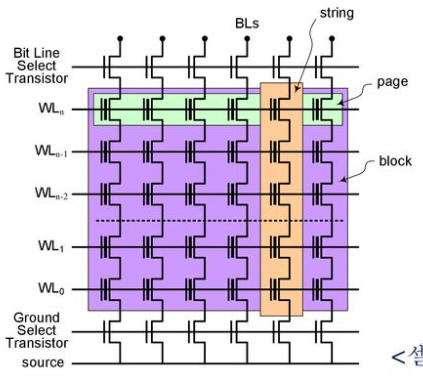 string
BLs
Bit Line
Select
Transistor
page
WLn
WLn-1
block
WLn-2
WL1
WL0
Ground
Select
Transistor
source
<셀